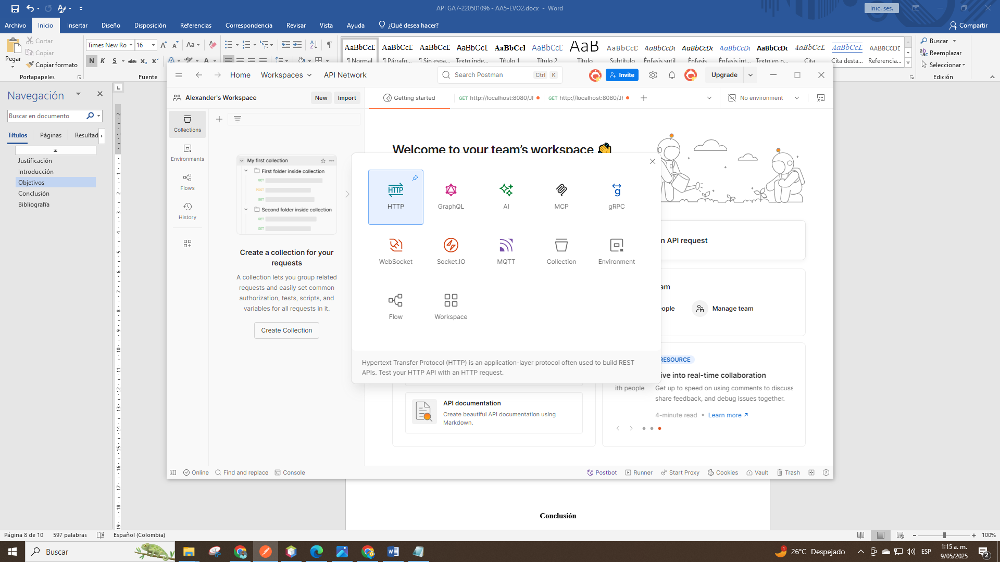 API GA7-220501096 - AA5-EVO2.docx - Word
Inic. ses.
Archivo Inicio Insertar Diseño Disposición Referencias Correspondencia Revisar Vista Ayuda ¿Qué desea hacer? Compartir
Pegar
Cortar
Copiar
Copiar formato
Portapapeles
Times New Ro 16
N K S abc x₂ x²
Fuente
AaBbCcI AaBbCcI AaBbCcI AaBbCcI AaBbCcI AaBbCcI AaB AaBbCcD AaBbCcDc AaBbCcDc AaBbCcDc AaBbCcDc AaBbCcI AaBbCcI AABBCCDI
¶ Normal ¶ Párrafo... ¶ Sin espa... Texto inde... Título 1 Título 2 Título Subtítulo Énfasis sutil Énfasis Énfasis int... Texto en n... Cita Cita desta... Referencia...
Buscar
Reemplazar
Seleccionar
Edición
Navegación
Buscar en documento
Títulos Páginas Resultad
Justificación
Introducción
Objetivos
Conclusión
Bibliografía
Home Workspaces API Network
Search Postman Ctrl K
Invite
Upgrade
Alexander's Workspace
New Import
Getting started
GET http://localhost:8080/JF
GET http://localhost:8080/JF
No environment
Collections
Environments
Flows
History
My first collection
First folder inside collection
GET
POST
GET
Second folder inside collection
GET
GET
Create a collection for your
requests
A collection lets you group related
requests and easily set common
authorization, tests, scripts, and
variables for all requests in it.
Create Collection
Welcome to your team's workspace
HTTP
HTTP GraphQL AI MCP gRPC
WebSocket Socket.IO MQTT Collection Environment
Flow Workspace
Hypertext Transfer Protocol (HTTP) is an application-layer protocol often used to build REST
APIs. Test your HTTP API with an HTTP request.
n API request
am
eople Manage team
RESOURCE
ive into real-time collaboration
ith people
Get up to speed on using comments to discuss
share feedback, and debug issues together.
4-minute read • Learn more
API documentation
Create beautiful API documentation using
Markdown.
Online Find and replace Console
Postbot Runner Start Proxy Cookies Vault Trash
Conclusión
Página 8 de 10 597 palabras Español (Colombia) 100%
Buscar
26°C Despejado
ESP
1:15 a. m.
9/05/2025
2